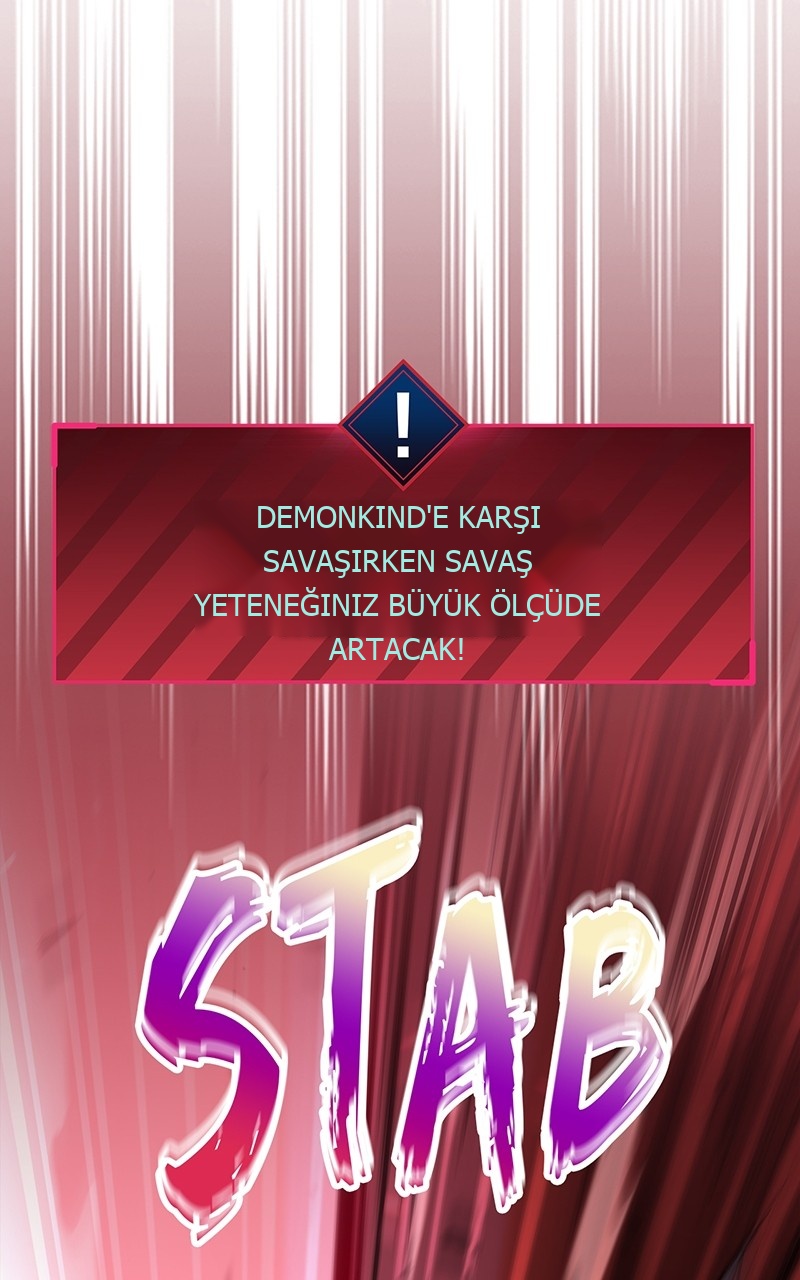 !
DEMONKIND'E KARŞI
SAVAŞIRKEN SAVAŞ
YETENEĞINIZ BÜYÜK ÖLÇÜDE
ARTACAK!
STAB